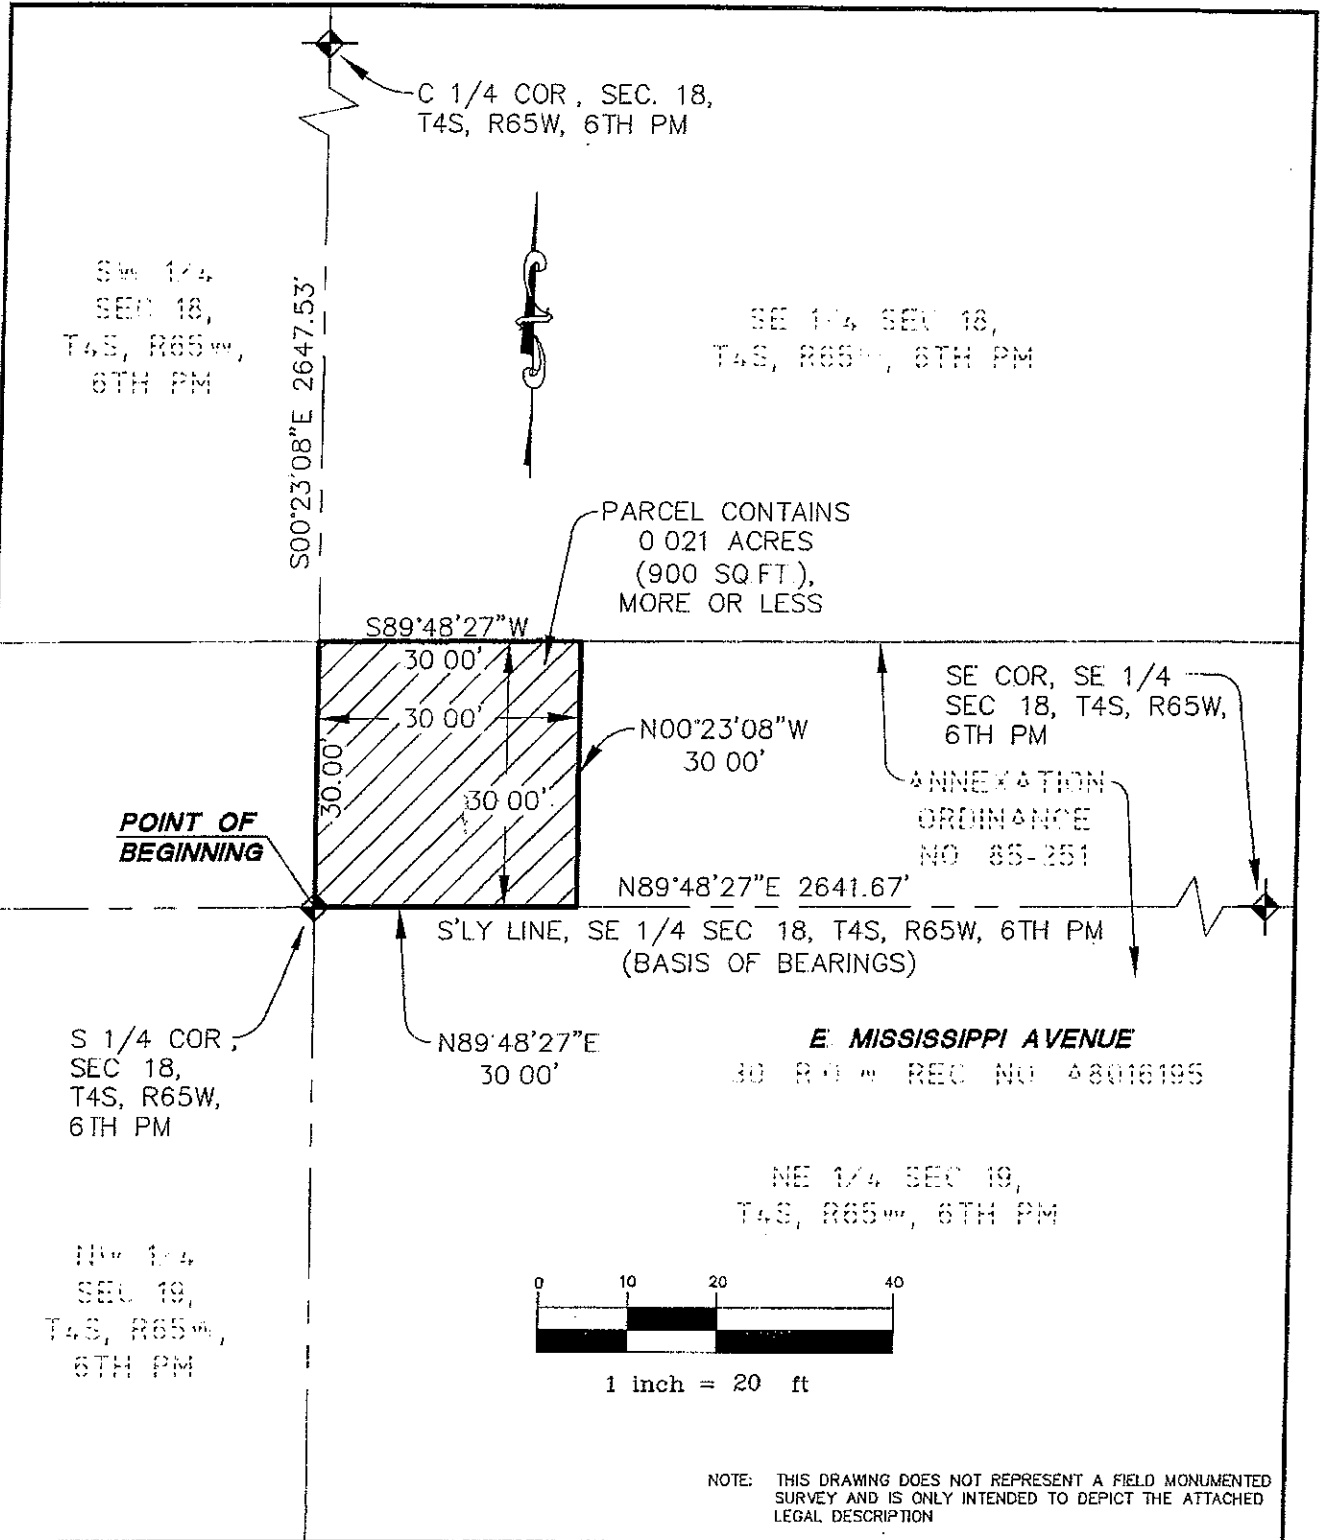 C 1/4 COR, SEC. 18,
T4S, R65W, 6TH PM
SW 1/4
SEC 18,
T4S, R65W,
6TH PM
S00°23'08"E 2647.53'
SE 1/4 SEC 18,
T4S, R65W, 6TH PM
PARCEL CONTAINS
0 021 ACRES
(900 SQ.FT.),
MORE OR LESS
S89°48'27"W
30 00'
30 00'
30.00'
30 00'
N00°23'08"W
30 00'
SE COR, SE 1/4
SEC 18, T4S, R65W,
6TH PM
ANNEXATION
ORDINANCE
NO 85-251
POINT OF
BEGINNING
N89°48'27"E 2641.67'
S'LY LINE, SE 1/4 SEC 18, T4S, R65W, 6TH PM
(BASIS OF BEARINGS)
S 1/4 COR,
SEC 18,
T4S, R65W,
6TH PM
N89°48'27"E
30 00'
E. MISSISSIPPI AVENUE
30 R O W REC NO A8016195
NE 1/4 SEC 19,
T4S, R65W, 6TH PM
NW 1/4
SEC 19,
T4S, R65W,
6TH PM
0 10 20 40
1 inch = 20 ft
NOTE: THIS DRAWING DOES NOT REPRESENT A FIELD MONUMENTED
SURVEY AND IS ONLY INTENDED TO DEPICT THE ATTACHED
LEGAL DESCRIPTION